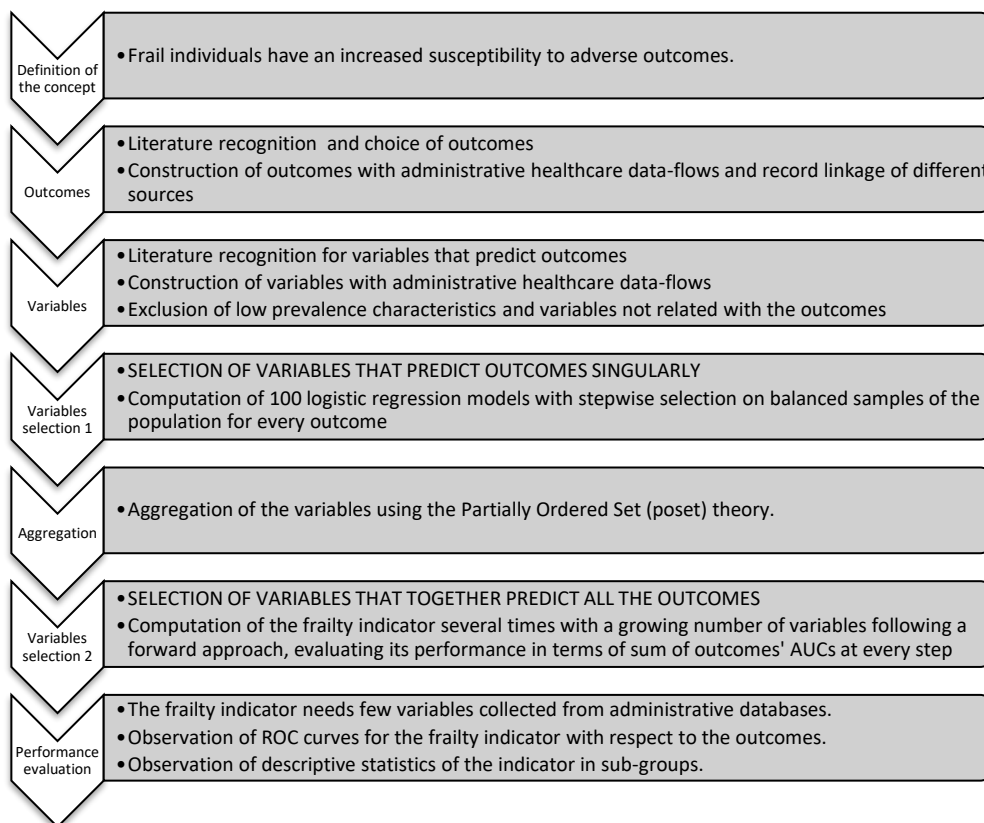 Definition of
the concept
•Frail individuals have an increased susceptibility to adverse outcomes.
Outcomes
•Literature recognition and choice of outcomes
•Construction of outcomes with administrative healthcare data-flows and record linkage of different
sources
Variables
•Literature recognition for variables that predict outcomes
•Construction of variables with administrative healthcare data-flows
•Exclusion of low prevalence characteristics and variables not related with the outcomes
Variables
selection 1
•SELECTION OF VARIABLES THAT PREDICT OUTCOMES SINGULARLY
•Computation of 100 logistic regression models with stepwise selection on balanced samples of the
population for every outcome
Aggregation
•Aggregation of the variables using the Partially Ordered Set (poset) theory.
Variables
selection 2
•SELECTION OF VARIABLES THAT TOGETHER PREDICT ALL THE OUTCOMES
•Computation of the frailty indicator several times with a growing number of variables following a
forward approach, evaluating its performance in terms of sum of outcomes' AUCs at every step
Performance
evaluation
•The frailty indicator needs few variables collected from administrative databases.
•Observation of ROC curves for the frailty indicator with respect to the outcomes.
•Observation of descriptive statistics of the indicator in sub-groups.